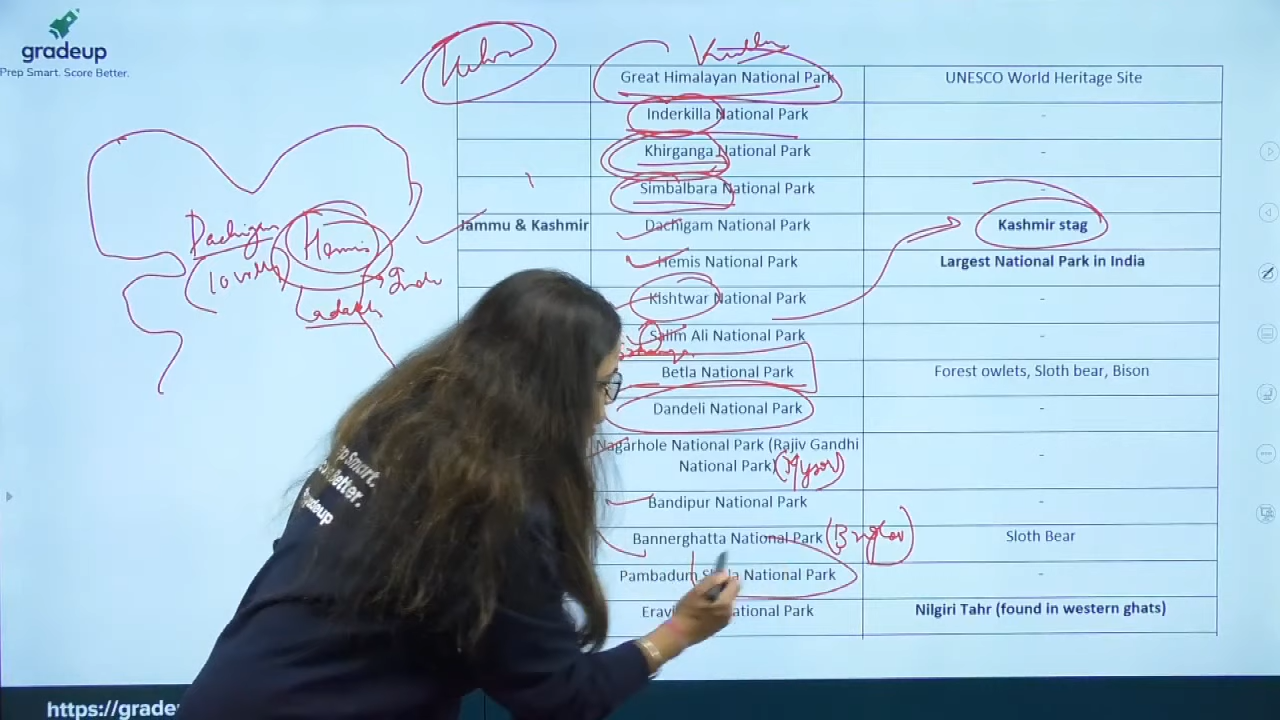 gradeup
Prep Smart. Score Better.
Kullu
Great Himalayan National Park
UNESCO World Heritage Site
Inderkilla National Park
-
Khirganga National Park
-
Simbalbara National Park
-
Jammu & Kashmir
Dachigam National Park
Kashmir stag
Hemis National Park
Largest National Park in India
Kishtwar National Park
-
Salim Ali National Park
-
Betla National Park
Forest owlets, Sloth bear, Bison
Dandeli National Park
-
Nagarhole National Park (Rajiv Gandhi
National Park)
-
Bandipur National Park
-
Bannerghatta National Park
Sloth Bear
Pambadum National Park
-
National Park
Nilgiri Tahr (found in western ghats)
Dachigam
Hemis
Ladakh
Smart.
etter.
gradeup
https://grade